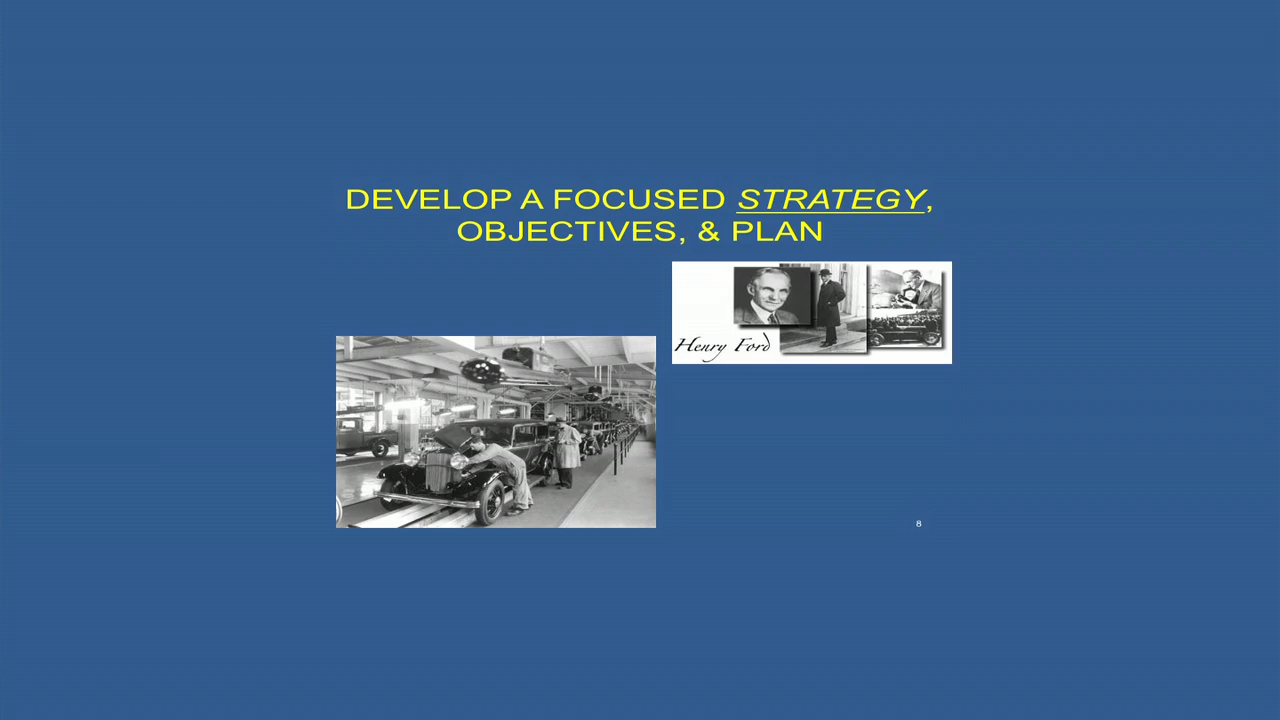 DEVELOP A FOCUSED STRATEGY,
OBJECTIVES, & PLAN
Henry Ford
8